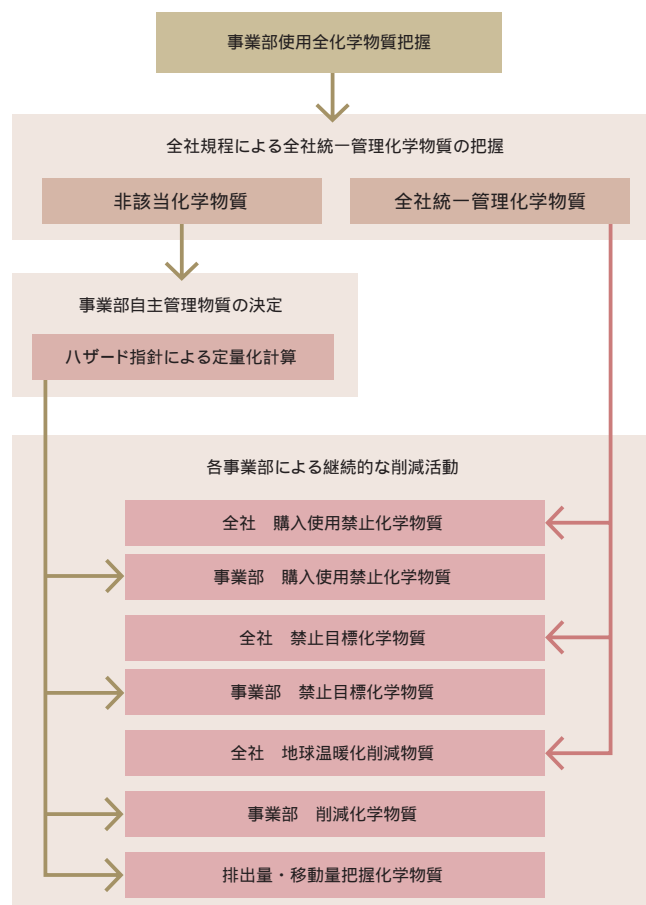 事業部使用全化学物質把握
全社規程による全社統一管理化学物質の把握
非該当化学物質
全社統一管理化学物質
事業部自主管理物質の決定
ハザード指針による定量化計算
各事業部による継続的な削減活動
全社　購入使用禁止化学物質
事業部　購入使用禁止化学物質
全社　禁止目標化学物質
事業部　禁止目標化学物質
全社　地球温暖化削減物質
事業部　削減化学物質
排出量・移動量把握化学物質